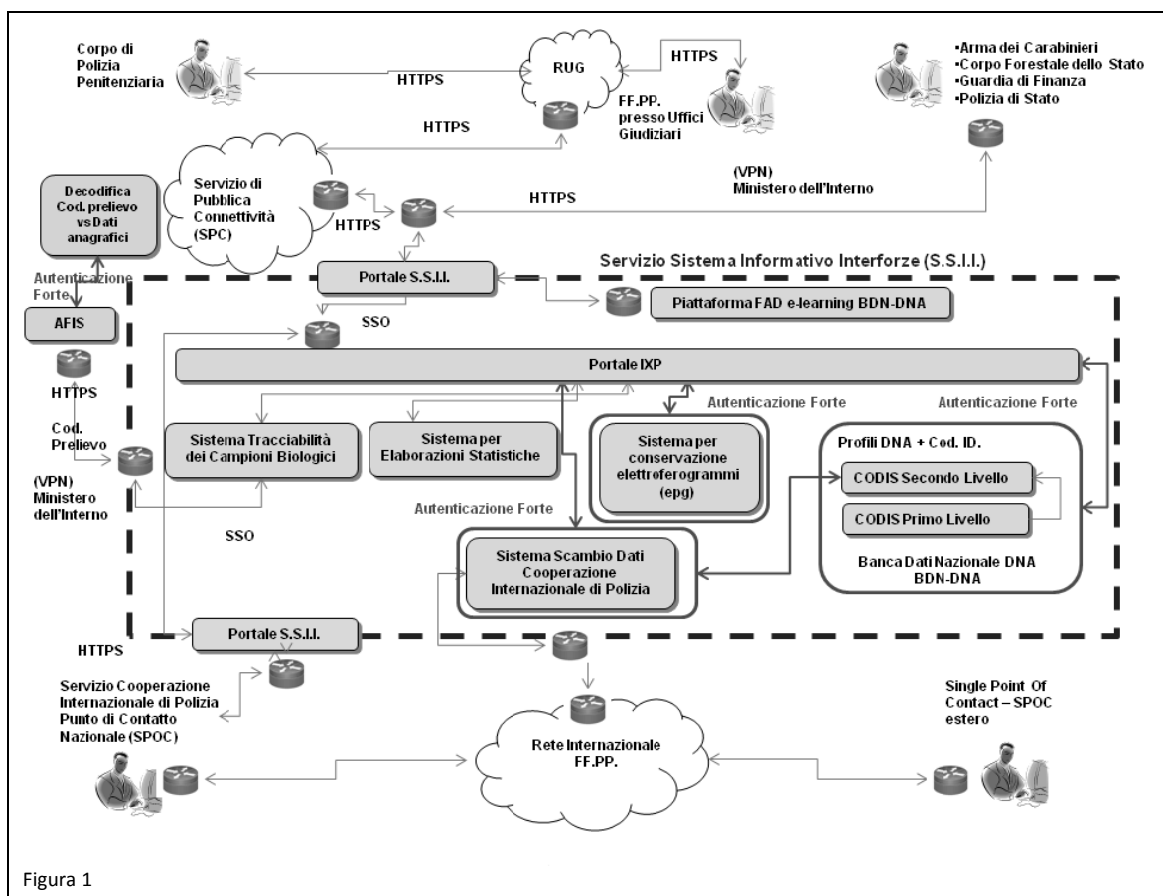 Corpo di
Polizia
Penitenziaria
HTTPS
RUG
HTTPS
FF.PP.
presso Uffici
Giudiziari
▪Arma dei Carabinieri
▪Corpo Forestale dello Stato
▪Guardia di Finanza
▪Polizia di Stato
HTTPS
(VPN)
Ministero dell'Interno
Decodifica
Cod. prelievo
vs Dati
anagrafici
Servizio di
Pubblica
Connettività
(SPC)
HTTPS
HTTPS
Autenticazione
Forte
Portale S.S.I.I.
Servizio Sistema Informativo Interforze (S.S.I.I.)
Piattaforma FAD e-learning BDN-DNA
AFIS
SSO
Portale IXP
HTTPS
Cod.
Prelievo
(VPN)
Ministero
dell'Interno
Sistema Tracciabilità
dei Campioni Biologici
Sistema per
Elaborazioni Statistiche
Autenticazione Forte
Sistema per
conservazione
elettroferogrammi
(epg)
Autenticazione Forte
Profili DNA + Cod. ID.
CODIS Secondo Livello
CODIS Primo Livello
Banca Dati Nazionale DNA
BDN-DNA
SSO
Autenticazione Forte
Sistema Scambio Dati
Cooperazione
Internazionale di Polizia
Portale S.S.I.I.
HTTPS
Servizio Cooperazione
Internazionale di Polizia
Punto di Contatto
Nazionale (SPOC)
Rete Internazionale
FF.PP.
Single Point Of
Contact – SPOC
estero
Figura 1